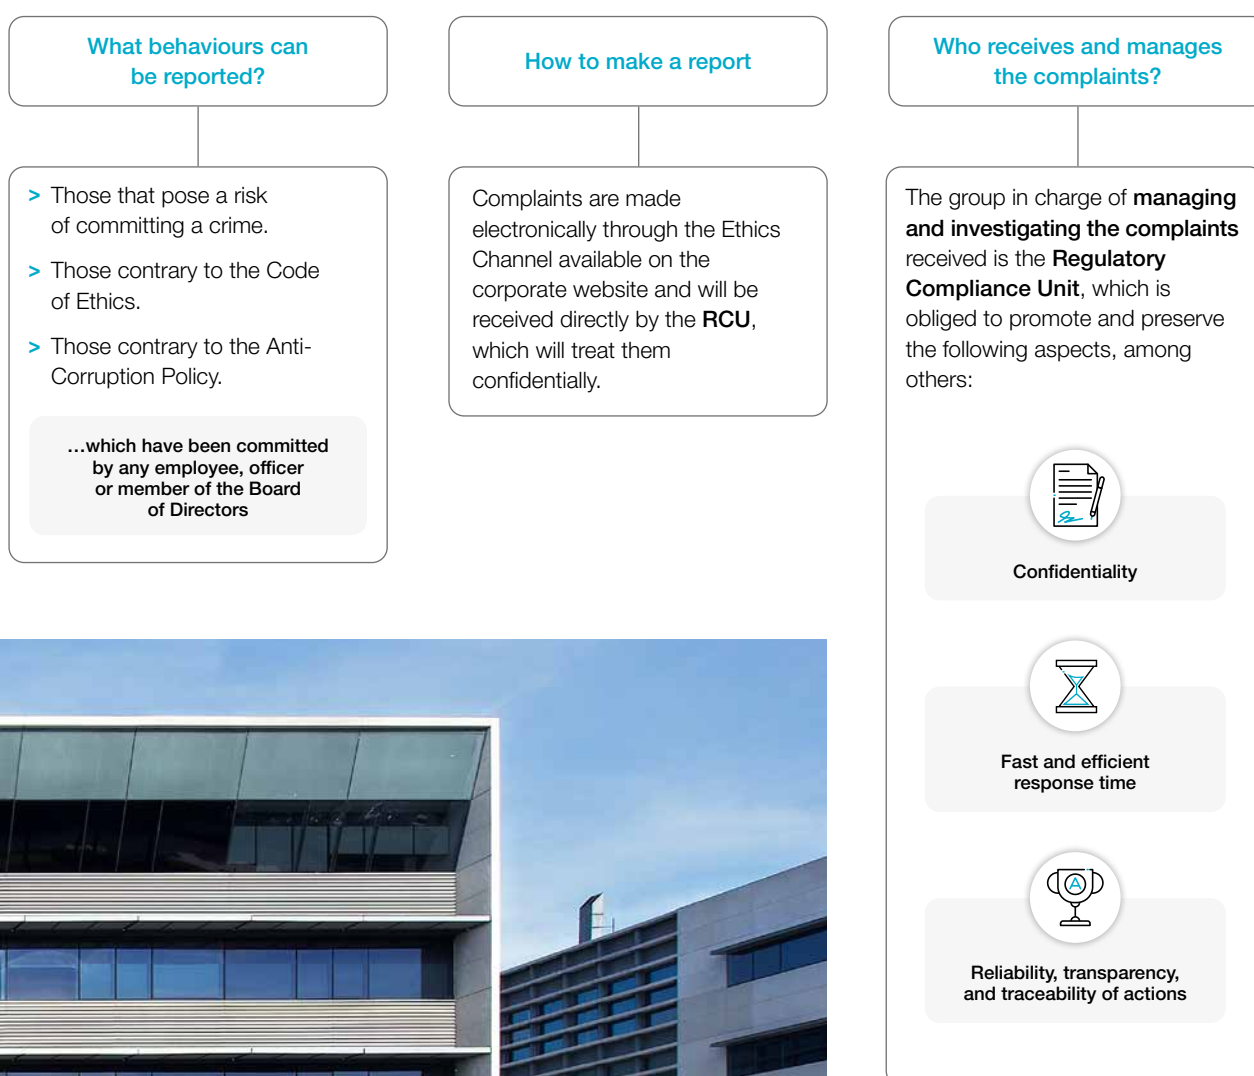 What behaviours can
be reported?
> Those that pose a risk
of committing a crime.
> Those contrary to the Code
of Ethics.
> Those contrary to the Anti-
Corruption Policy.
…which have been committed
by any employee, officer
or member of the Board
of Directors
How to make a report
Complaints are made
electronically through the Ethics
Channel available on the
corporate website and will be
received directly by the RCU,
which will treat them
confidentially.
Who receives and manages
the complaints?
The group in charge of managing
and investigating the complaints
received is the Regulatory
Compliance Unit, which is
obliged to promote and preserve
the following aspects, among
others:
Confidentiality
Fast and efficient
response time
A
Reliability, transparency,
and traceability of actions